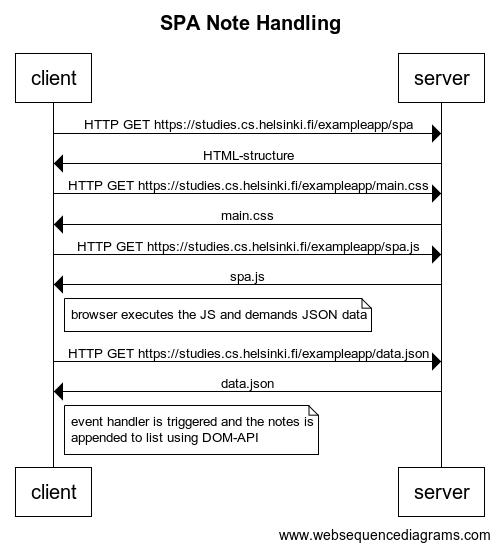 SPA Note Handling
client
server
HTTP GET https://studies.cs.helsinki.fi/exampleapp/spa
HTML-structure
HTTP GET https://studies.cs.helsinki.fi/exampleapp/main.css
main.css
HTTP GET https://studies.cs.helsinki.fi/exampleapp/spa.js
spa.js
browser executes the JS and demands JSON data
HTTP GET https://studies.cs.helsinki.fi/exampleapp/data.json
data.json
event handler is triggered and the notes is
appended to list using DOM-API
client
server
www.websequencediagrams.com